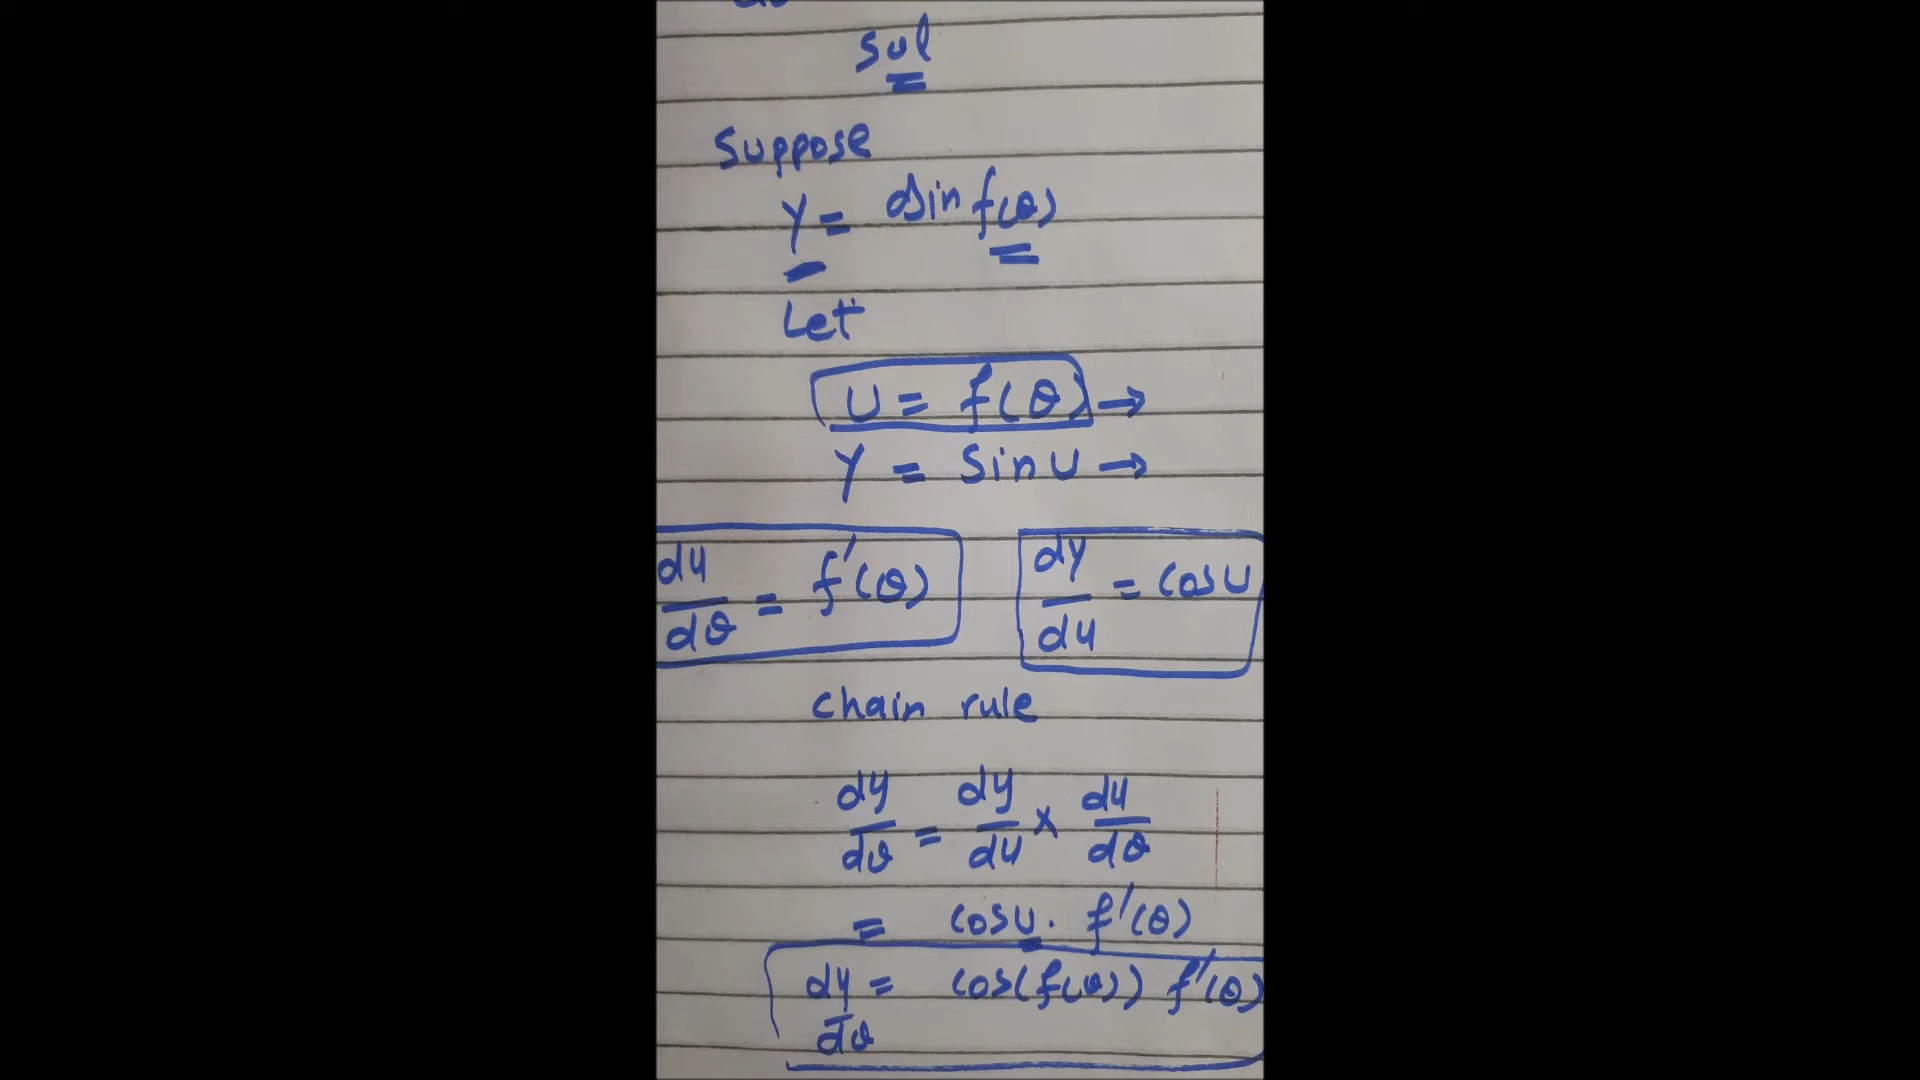 Sol
Suppose
Y = Sin f(θ)
Let
U = f(θ) →
Y = Sin U →
du/dθ = f'(θ) dy/du = cos U
chain rule
dy/dθ = dy/du × du/dθ
= cos U . f'(θ)
dy/dθ = cos(f(θ)) f'(θ)